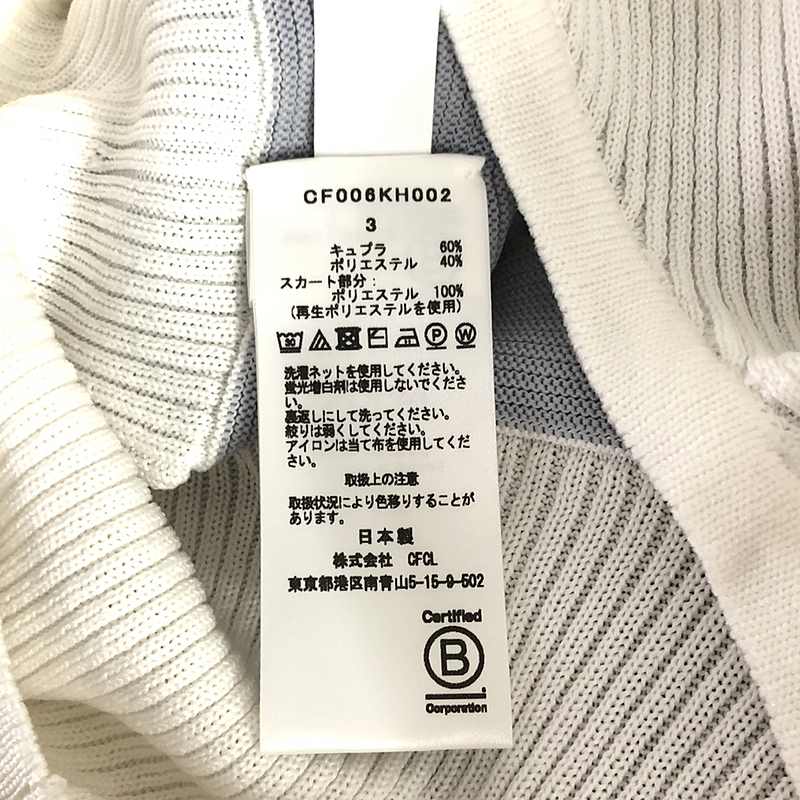 CF006KH002
3
キュプラ 60%
ポリエステル 40%
スカート部分:
ポリエステル 100%
(再生ポリエステルを使用)
30 P W
洗濯ネットを使用してください。
蛍光増白剤は使用しないでくださ
い。
裏返しにして洗ってください。
絞りは弱くしてください。
アイロンは当て布を使用してくだ
さい。
取扱上の注意
取扱状況により色移りすることが
あります。
日本製
株式会社 CFCL
東京都港区南青山5-15-9-502
Certified
B
Corporation